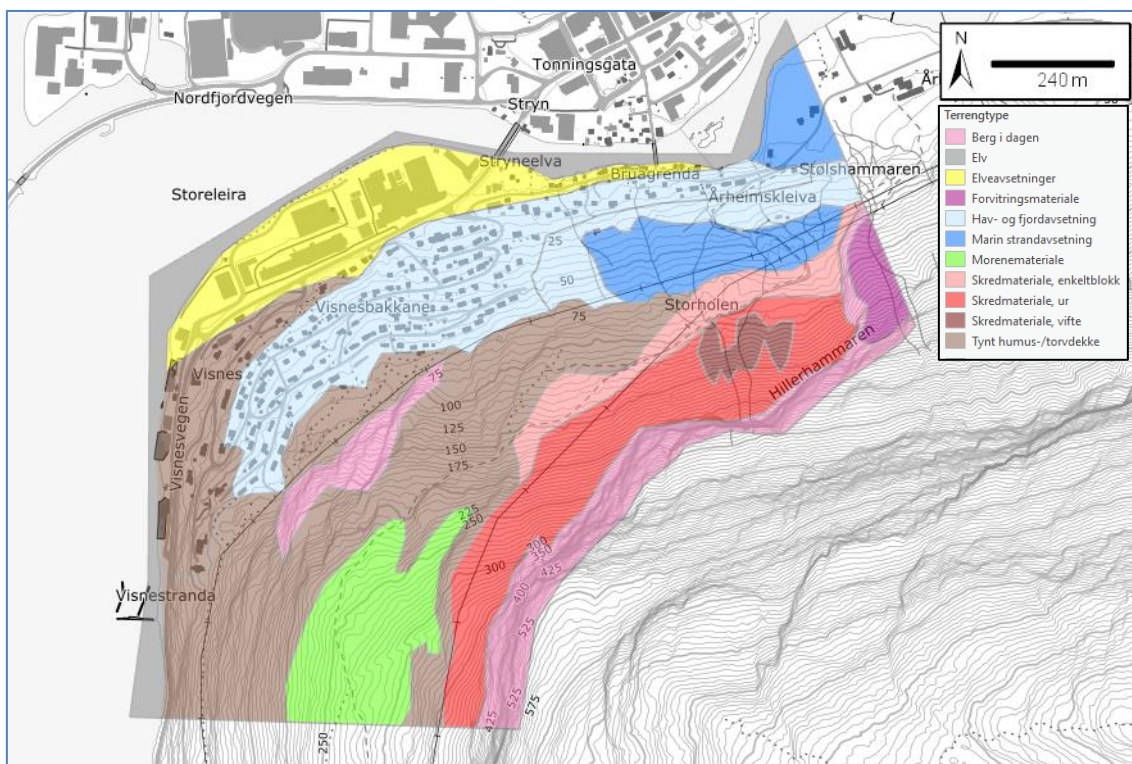 Tonningsgata
Nordfjordvegen
Stryn
Stryneelva
Storeleira
Bruagrenda
Stølshammaren
Årheimskleiva
År
25
50
Visnesbakkane
Storholen
75
Visnes
75
Hillerhammaren
100
125
150
175
Visnesvegen
225
250
300
350
300
425
400
Visnestranda
525
525
575
425
250
N
240 m
Terrengtype
Berg i dagen
Elv
Elveavsetninger
Forvitringsmateriale
Hav- og fjordavsetning
Marin strandavsetning
Morenemateriale
Skredmateriale, enkeltblokk
Skredmateriale, ur
Skredmateriale, vifte
Tynt humus-/torvdekke